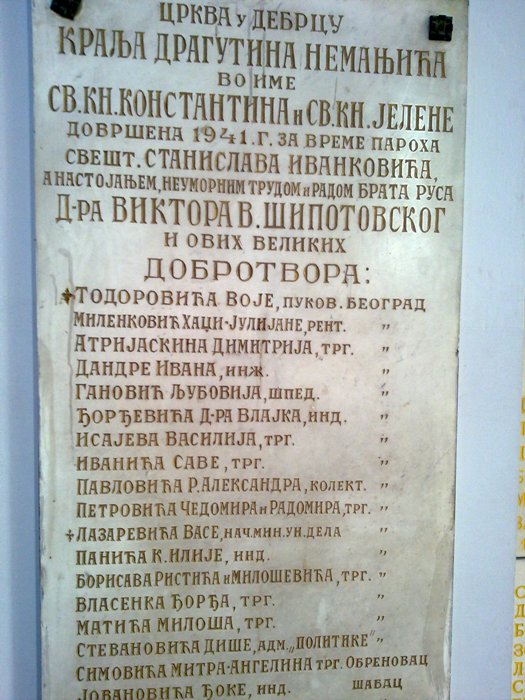 ЦРКВА У ДЕБРЦУ
КРАЉА ДРАГУТИНА НЕМАЊИЋА
ВО ИМЕ
СВ.КН.КОНСТАНТИНА и СВ.КН.ЈЕЛЕНЕ
ДОВРШЕНА 1941.Г. ЗА ВРЕМЕ ПАРОХА
СВЕШТ. СТАНИСЛАВА ИВАНКОВИЋА,
А НАСТОЈАЊЕМ, НЕУМОРНИМ ТРУДОМ и РАДОМ БРАТА РУСА
Д-РА ВИКТОРА В. ШИПОТОВСКОГ
И ОВИХ ВЕЛИКИХ
ДОБРОТВОРА:
✝ТОДОРОВИЋА ВОЈЕ, ПУКОВ. БЕОГРАД
МИЛЕНКОВИЋ ХАЏИ-ЈУЛИЈАНЕ, РЕНТ. „
АТРИЈАСКИНА ДИМИТРИЈА, ТРГ. „
ДАНДРЕ ИВАНА, ИНЖ. „
ГАНОВИЋ ЉУБОВИЈА, ШПЕД. „
ЂОРЂЕВИЋА Д-РА ВЛАЈКА, ИНД. „
ИСАЈЕВА ВАСИЛИЈА, ТРГ. „
ИВАНИЋА САВЕ, ТРГ. „
ПАВЛОВИЋА Р. АЛЕКСАНДРА, КОЛЕКТ. „
ПЕТРОВИЋА ЧЕДОМИРА и РАДОМИРА, ТРГ. „
✝ЛАЗАРЕВИЋА ВАСЕ, НАЧ. МИН. УН. ДЕЛА „
ПАНИЋА К. ИЛИЈЕ, ИНД. „
БОРИСАВА РИСТИЋА и МИЛОШЕВИЋА, ТРГ. „
ВЛАСЕНКА ЂОРЂА, ТРГ. „
МАТИЋА МИЛОША, ТРГ. „
СТЕВАНОВИЋА ДИШЕ, АДМ. „ПОЛИТИКЕ" „
СИМОВИЋА МИТРА-АНГЕЛИНА ТРГ. ОБРЕНОВАЦ
ЈОВАНОВИЋА ЂОКЕ, ИНД. ШАБАЦ